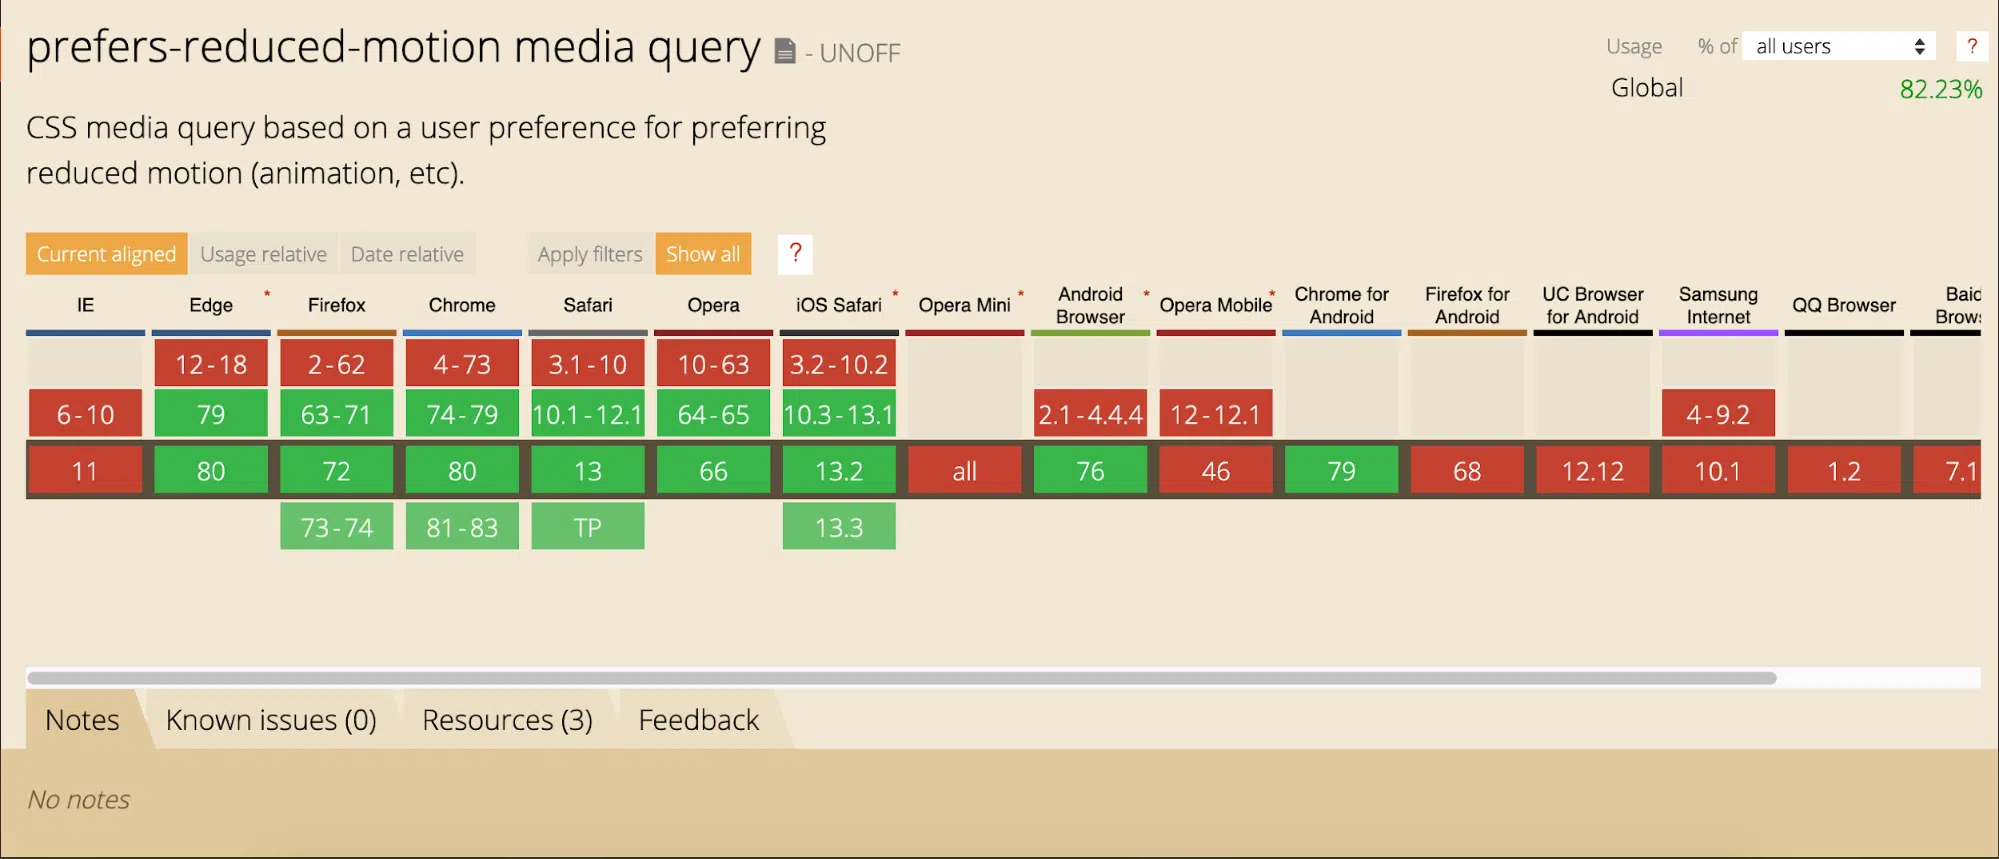 prefers-reduced-motion media query - UNOFF
Usage % of all users ?
Global 82.23%
CSS media query based on a user preference for preferring
reduced motion (animation, etc).
Current aligned Usage relative Date relative Apply filters Show all ?
IE Edge * Firefox Chrome Safari Opera iOS Safari * Opera Mini * Android Browser * Opera Mobile * Chrome for Android Firefox for Android UC Browser for Android Samsung Internet QQ Browser Baid Brows
12-18 2-62 4-73 3.1-10 10-63 3.2-10.2
6-10 79 63-71 74-79 10.1-12.1 64-65 10.3-13.1 2.1-4.4.4 12-12.1 4-9.2
11 80 72 80 13 66 13.2 all 76 46 79 68 12.12 10.1 1.2 7.1
73-74 81-83 TP 13.3
Notes Known issues (0) Resources (3) Feedback
No notes